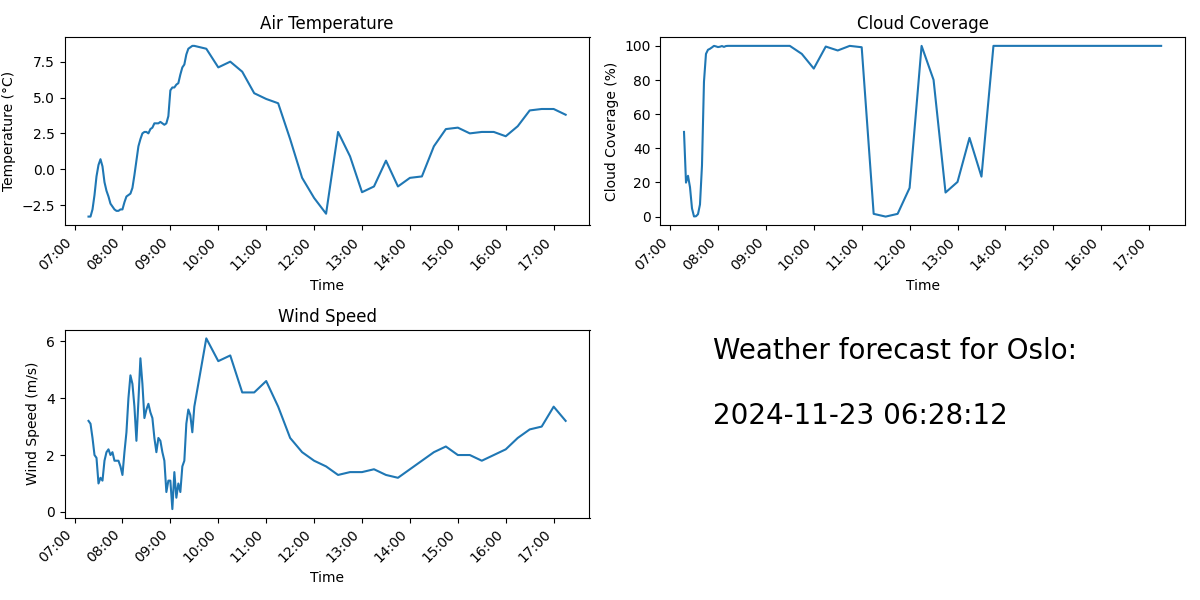 Air Temperature
Temperature (°C)
7.5
5.0
2.5
0.0
−2.5
07:00 08:00 09:00 10:00 11:00 12:00 13:00 14:00 15:00 16:00 17:00
Time
Cloud Coverage
Cloud Coverage (%)
100
80
60
40
20
0
07:00 08:00 09:00 10:00 11:00 12:00 13:00 14:00 15:00 16:00 17:00
Time
Wind Speed
Wind Speed (m/s)
6
4
2
0
07:00 08:00 09:00 10:00 11:00 12:00 13:00 14:00 15:00 16:00 17:00
Time
Weather forecast for Oslo:
2024-11-23 06:28:12